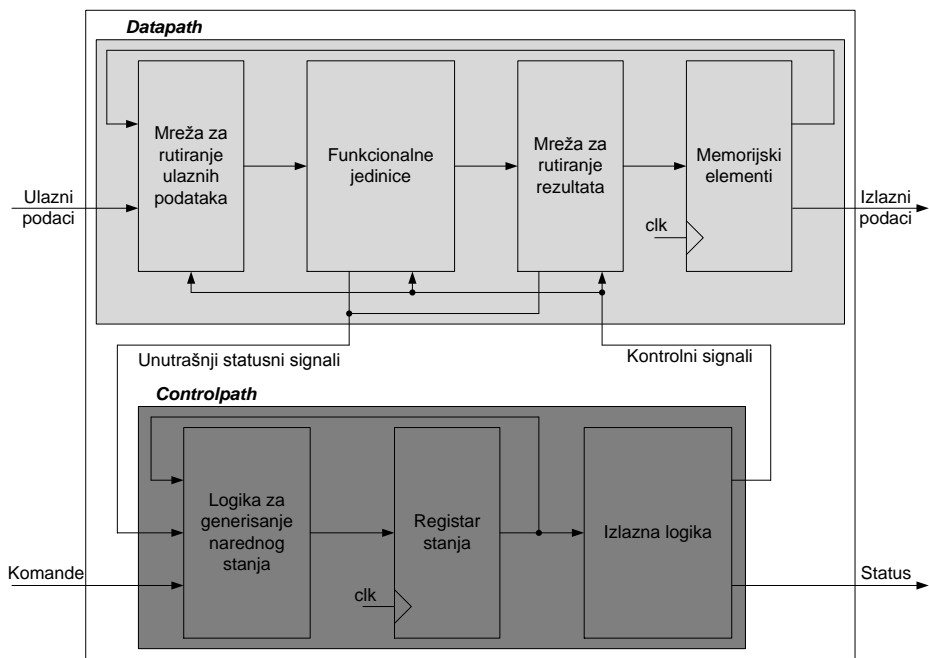 Datapath
Mreža za
rutiranje
ulaznih
podataka
Funkcionalne
jedinice
Mreža za
rutiranje
rezultata
Memorijski
elementi
clk
Ulazni
podaci
Izlazni
podaci
Unutrašnji statusni signali
Kontrolni signali
Controlpath
Logika za
generisanje
narednog
stanja
Registar
stanja
clk
Izlazna logika
Komande
Status